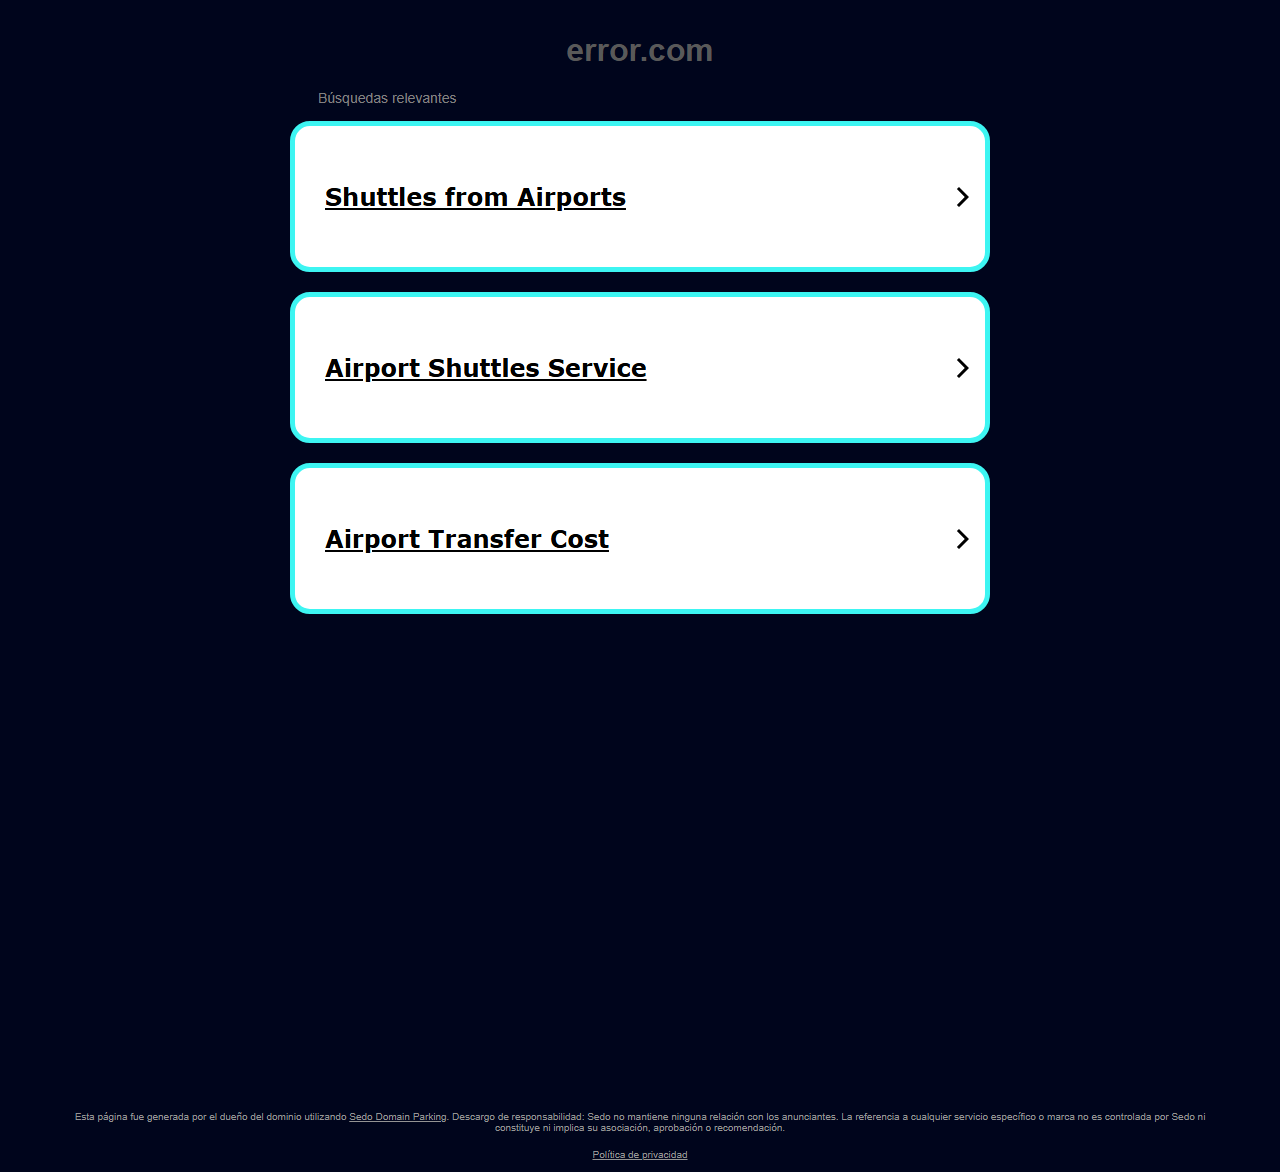 error.com
Búsquedas relevantes
Shuttles from Airports
Airport Shuttles Service
Airport Transfer Cost
Esta página fue generada por el dueño del dominio utilizando Sedo Domain Parking. Descargo de responsabilidad: Sedo no mantiene ninguna relación con los anunciantes. La referencia a cualquier servicio específico o marca no es controlada por Sedo ni
constituye ni implica su asociación, aprobación o recomendación.
Política de privacidad